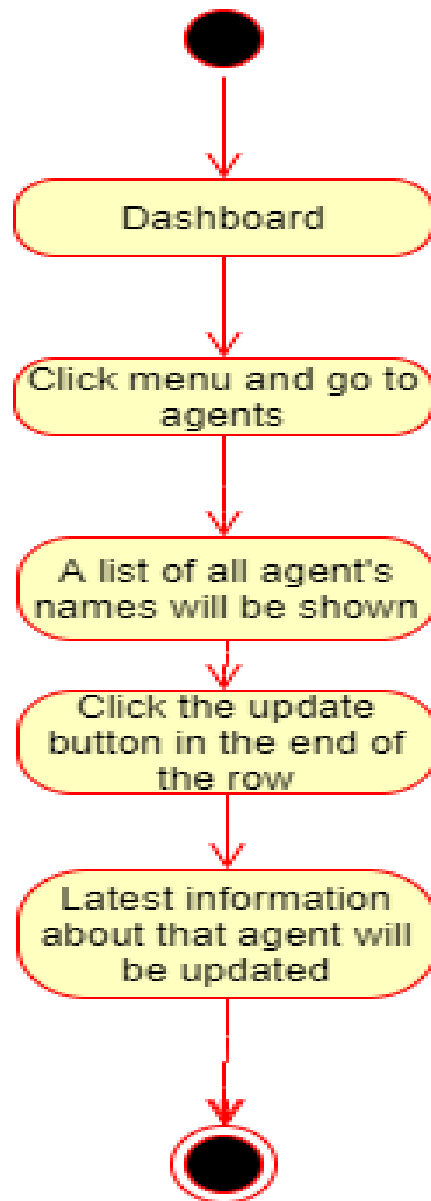 Dashboard
Click menu and go to
agents
A list of all agent's
names will be shown
Click the update
button in the end of
the row
Latest information
about that agent will
be updated